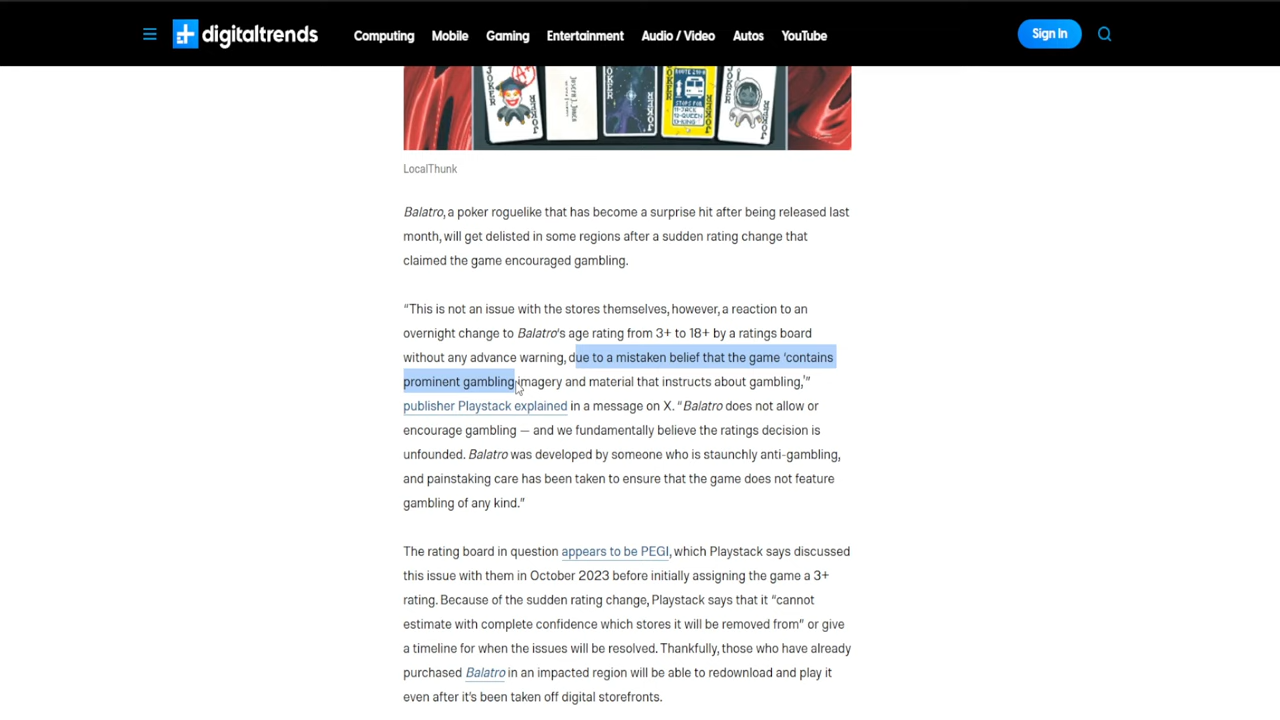 digitaltrends Computing Mobile Gaming Entertainment Audio / Video Autos YouTube Sign In
JOKER JOKER JOKER JOKER
LocalThunk
Balatro, a poker roguelike that has become a surprise hit after being released last
month, will get delisted in some regions after a sudden rating change that
claimed the game encouraged gambling.
“This is not an issue with the stores themselves, however, a reaction to an
overnight change to Balatro’s age rating from 3+ to 18+ by a ratings board
without any advance warning, due to a mistaken belief that the game ‘contains
prominent gambling imagery and material that instructs about gambling,’”
publisher Playstack explained in a message on X. “Balatro does not allow or
encourage gambling — and we fundamentally believe the ratings decision is
unfounded. Balatro was developed by someone who is staunchly anti-gambling,
and painstaking care has been taken to ensure that the game does not feature
gambling of any kind.”
The rating board in question appears to be PEGI, which Playstack says discussed
this issue with them in October 2023 before initially assigning the game a 3+
rating. Because of the sudden rating change, Playstack says that it “cannot
estimate with complete confidence which stores it will be removed from” or give
a timeline for when the issues will be resolved. Thankfully, those who have already
purchased Balatro in an impacted region will be able to redownload and play it
even after it’s been taken off digital storefronts.